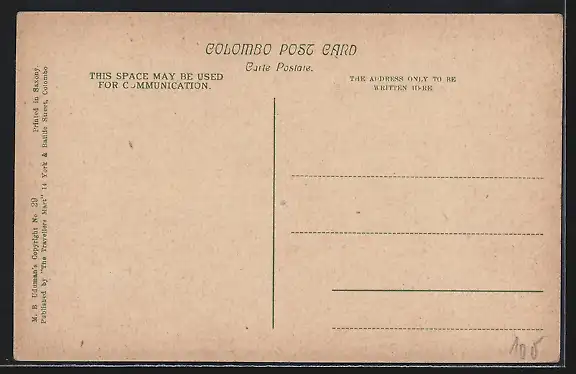 COLOMBO POST CARD
Carte Postale.
THIS SPACE MAY BE USED
FOR COMMUNICATION.
THE ADDRESS ONLY TO BE
WRITTEN HERE
M. B Uduman's Copyright No 29 Printed in Saxony.
Published by "The Travellers Mart" 14 York & Baillie Street, Colombo
100